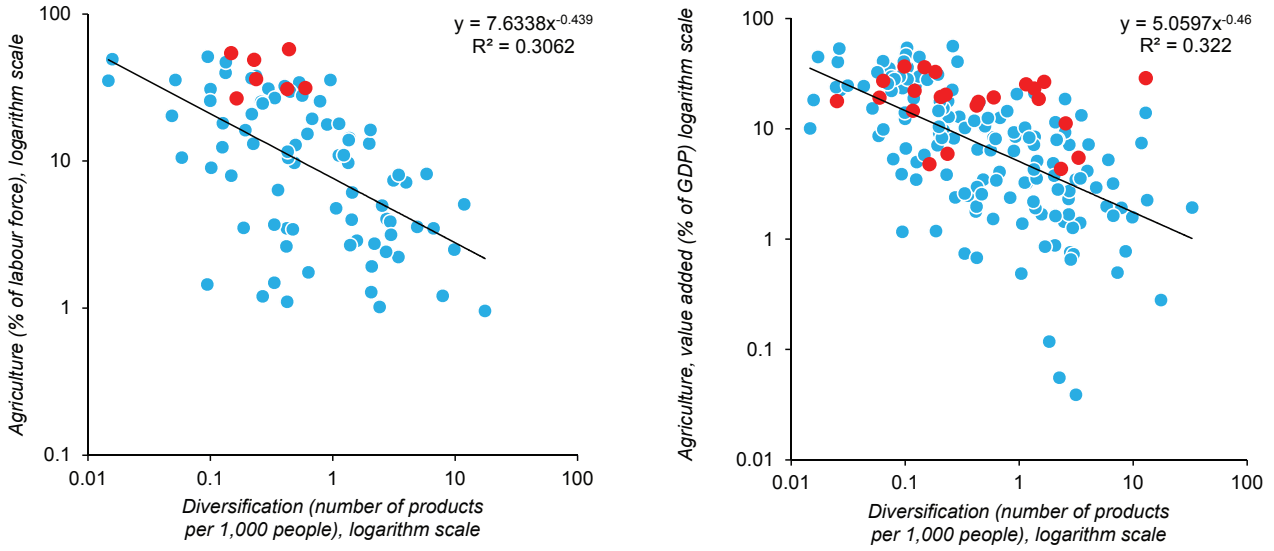 Agriculture (% of labour force), logarithm scale
y = 7.6338x^-0.439
R² = 0.3062
100
10
1
0.1
0.01
0.1
1
10
100
Diversification (number of products
per 1,000 people), logarithm scale
Agriculture, value added (% of GDP) logarithm scale
y = 5.0597x^-0.46
R² = 0.322
100
10
1
0.1
0.01
0.01
0.1
1
10
100
Diversification (number of products
per 1,000 people), logarithm scale